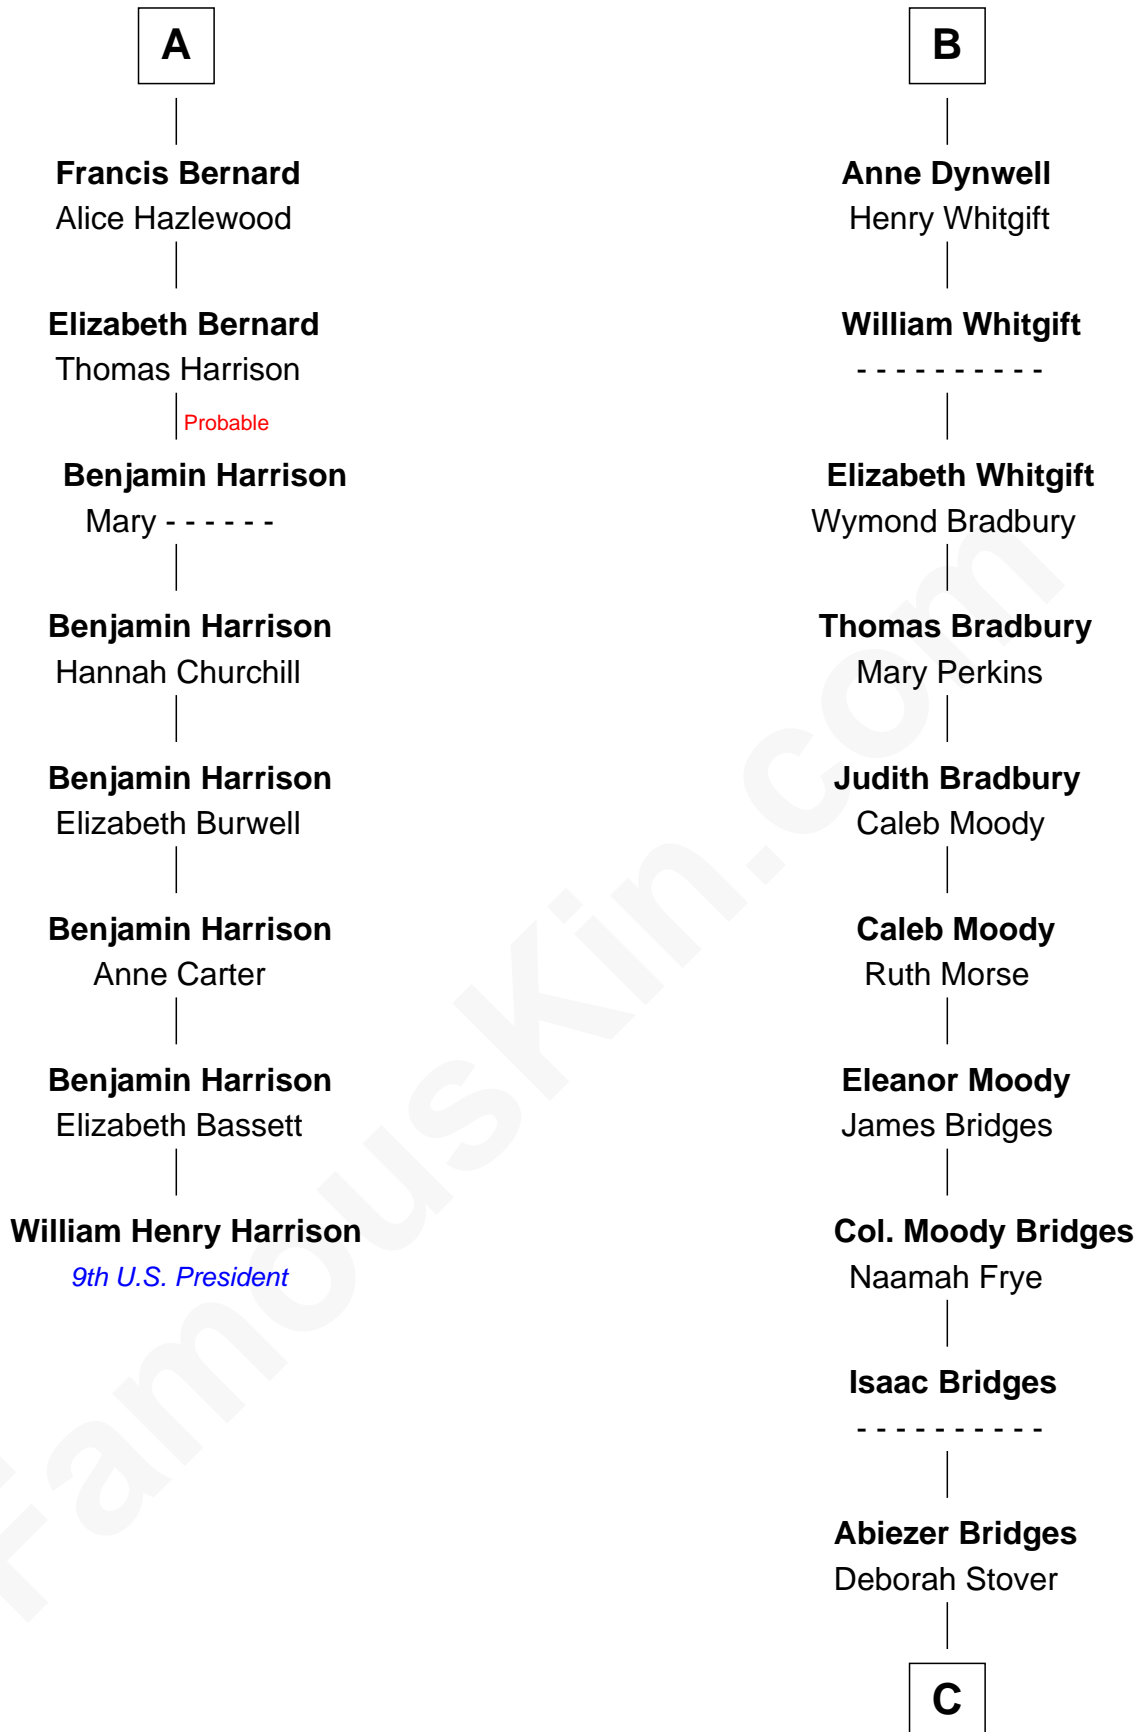 A
Francis Bernard
Alice Hazlewood
Elizabeth Bernard
Thomas Harrison
Probable
Benjamin Harrison
Mary - - - - - -
Benjamin Harrison
Hannah Churchill
Benjamin Harrison
Elizabeth Burwell
Benjamin Harrison
Anne Carter
Benjamin Harrison
Elizabeth Bassett
William Henry Harrison
9th U.S. President
B
Anne Dynwell
Henry Whitgift
William Whitgift
- - - - - - - - - -
Elizabeth Whitgift
Wymond Bradbury
Thomas Bradbury
Mary Perkins
Judith Bradbury
Caleb Moody
Caleb Moody
Ruth Morse
Eleanor Moody
James Bridges
Col. Moody Bridges
Naamah Frye
Isaac Bridges
- - - - - - - - - -
Abiezer Bridges
Deborah Stover
C
FamousKin.com